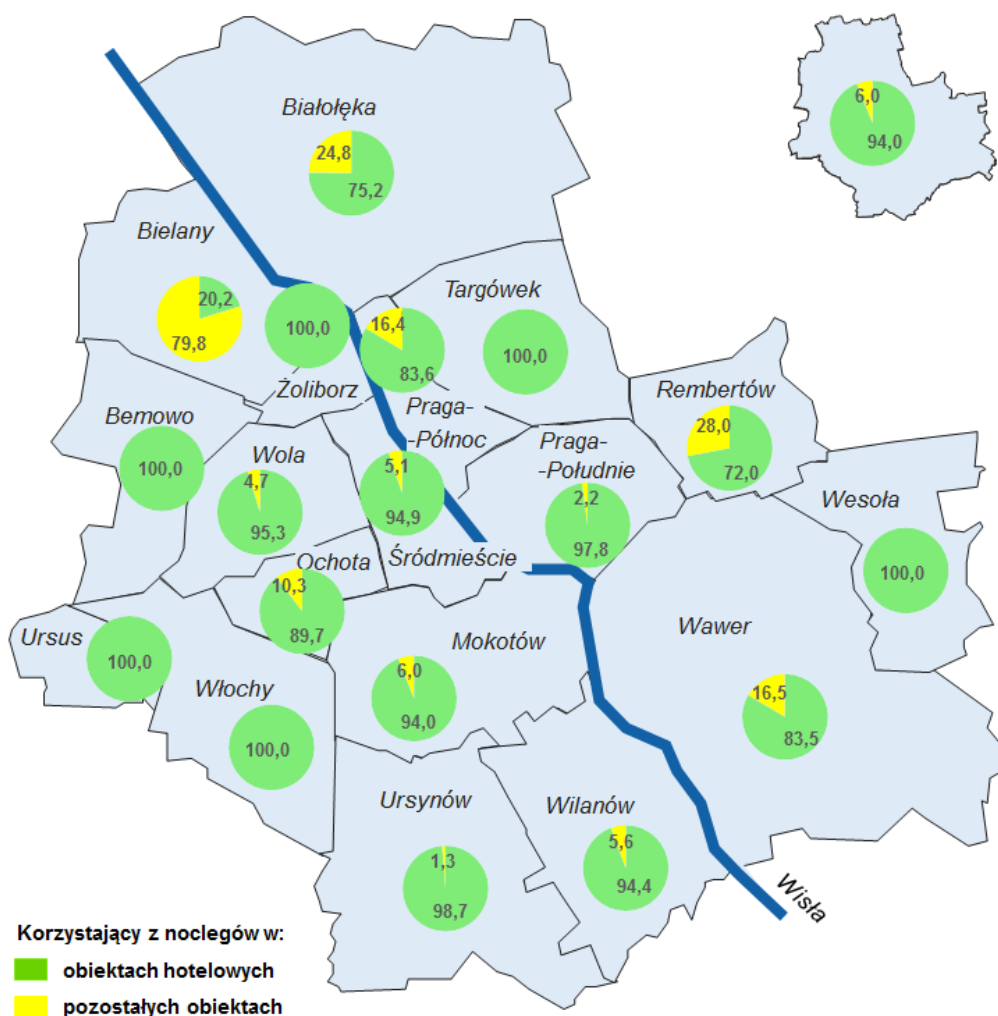 Białołęka
24,8
75,2
6,0
94,0
Bielany
20,2
79,8
100,0
Żoliborz
16,4
83,6
Targówek
100,0
Praga-
-Północ
Rembertów
28,0
72,0
Bemowo
100,0
Wola
4,7
95,3
5,1
94,9
Śródmieście
Praga-
-Południe
2,2
97,8
Wesoła
100,0
Ochota
10,3
89,7
Ursus
100,0
Włochy
100,0
Mokotów
6,0
94,0
Wawer
16,5
83,5
Ursynów
1,3
98,7
Wilanów
5,6
94,4
Wisła
Korzystający z noclegów w:
obiektach hotelowych
pozostałych obiektach